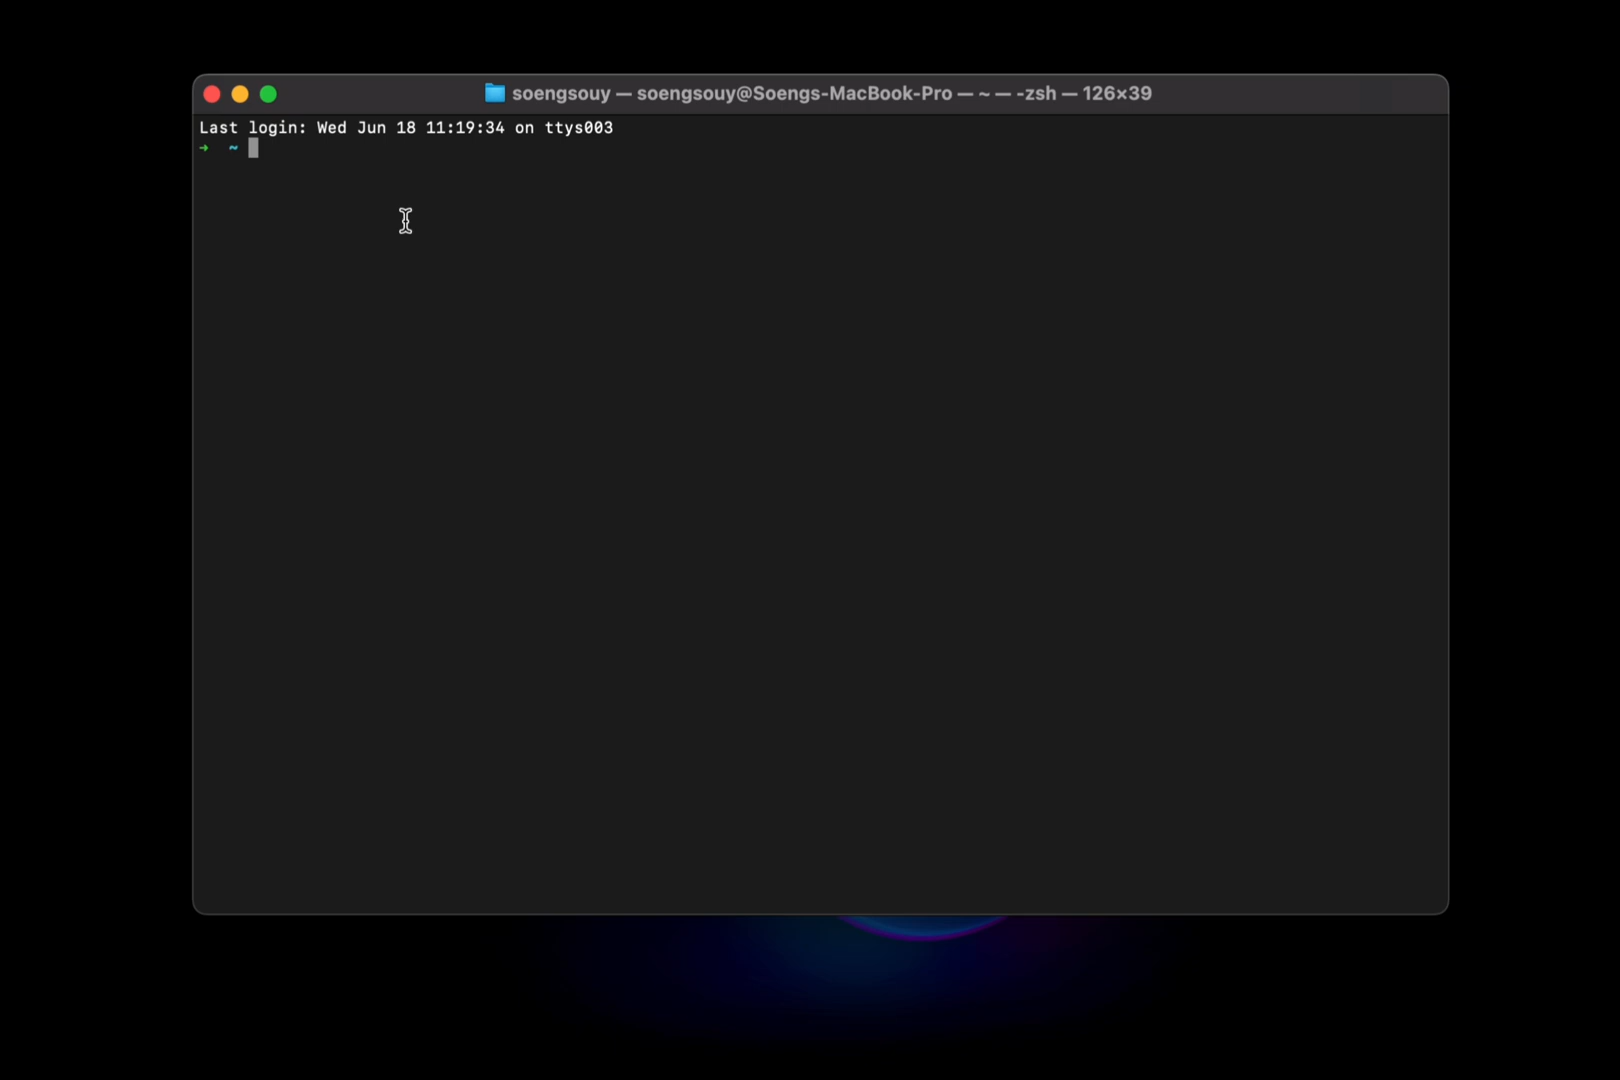 soengsouy — soengsouy@Soengs-MacBook-Pro — ~ — -zsh — 126×39
Last login: Wed Jun 18 11:19:34 on ttys003
➜ ~